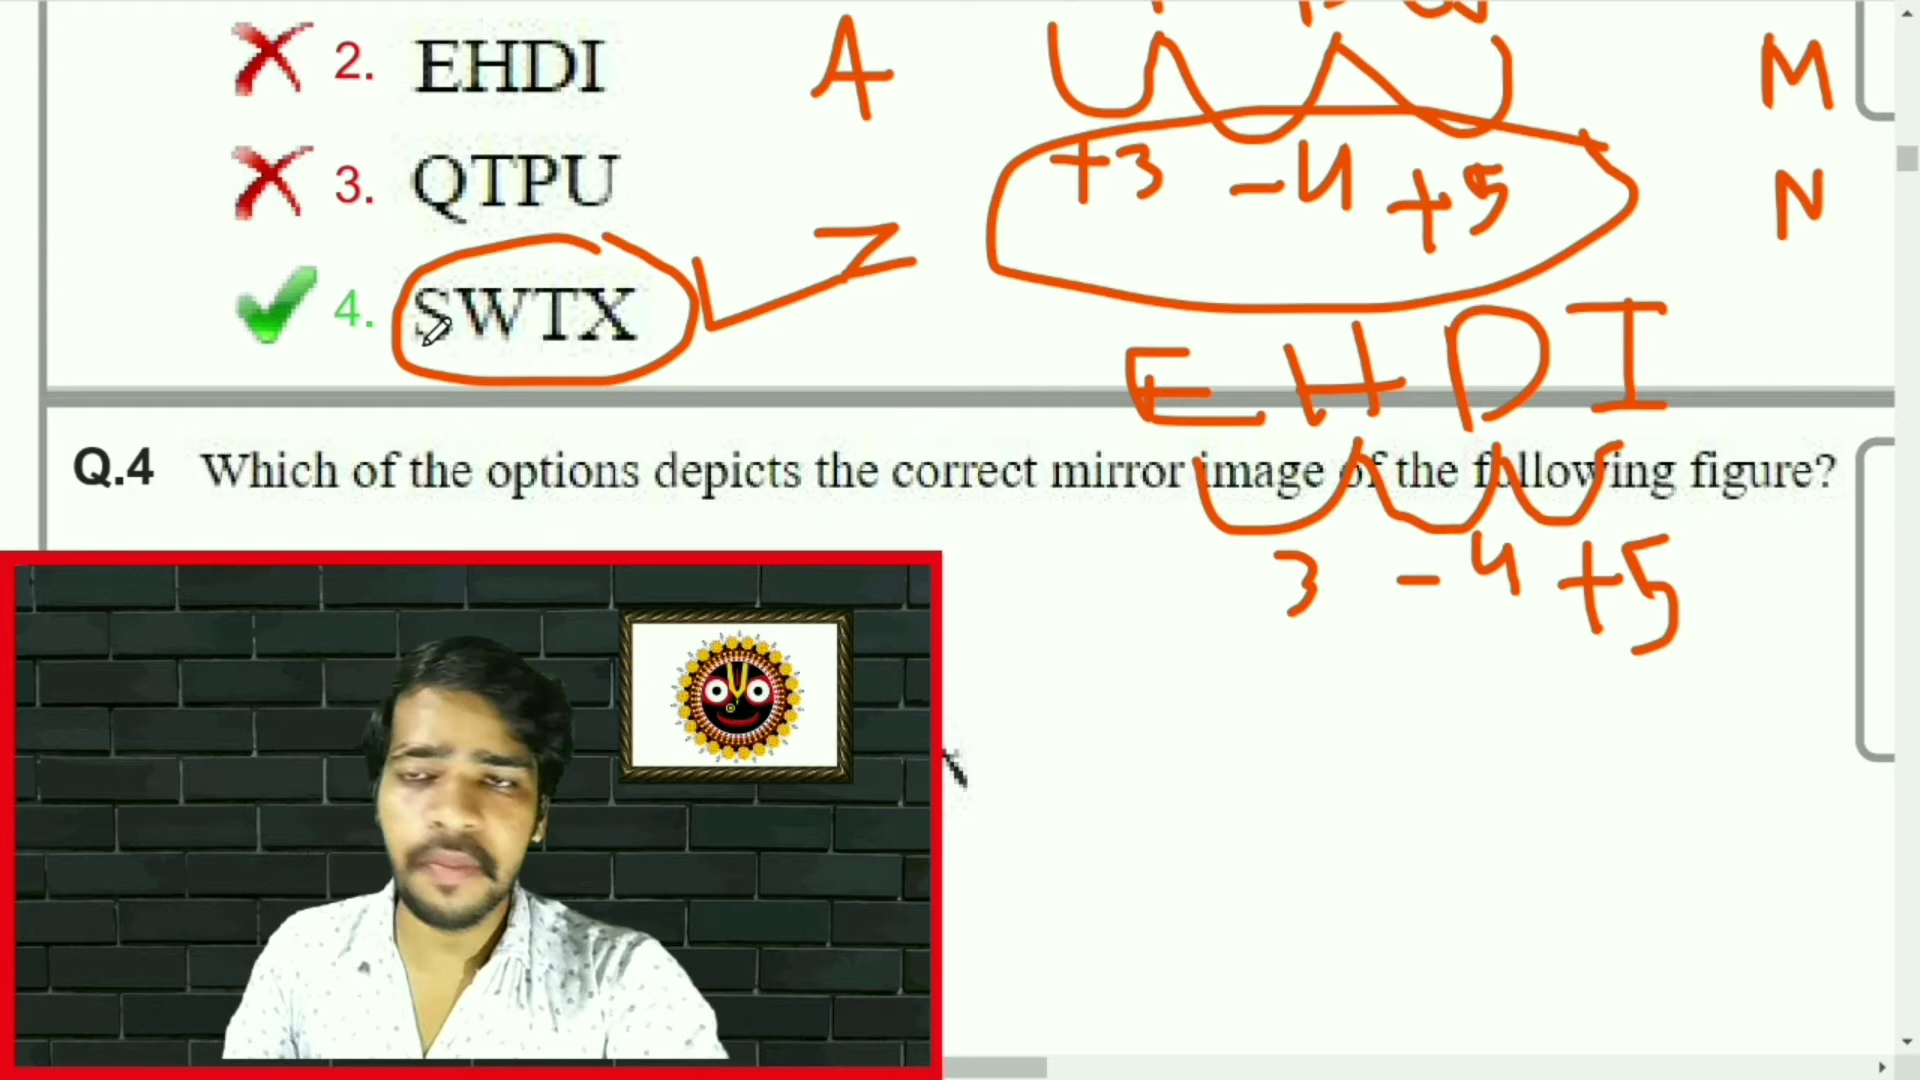 2. EHDI
3. QTPU
4. SWTX
A
Z
M
N
+3 -4 +5
EHDI
3 -4 +5
Q.4 Which of the options depicts the correct mirror image of the following figure?